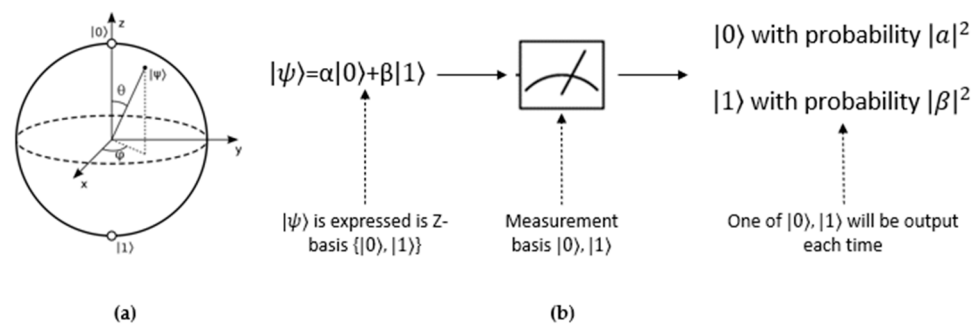 z
|0⟩
|ψ⟩
θ
y
φ
x
|1⟩
(a)
|ψ⟩=α|0⟩+β|1⟩
|0⟩ with probability |a|²
|1⟩ with probability |β|²
|ψ⟩ is expressed is Z-
basis {|0⟩, |1⟩}
Measurement
basis |0⟩, |1⟩
One of |0⟩, |1⟩ will be output
each time
(b)